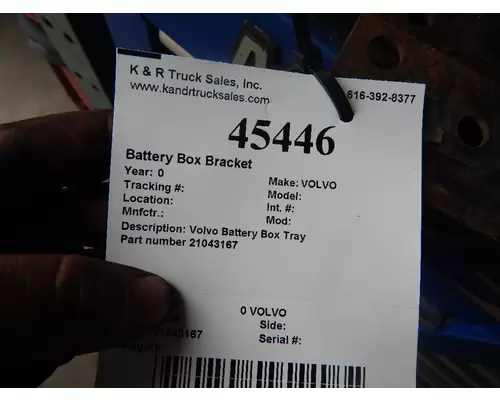 K & R Truck Sales, Inc.
www.kandrtrucksales.com
616-392-8377
45446
Battery Box Bracket
Year: 0
Make: VOLVO
Tracking #:
Model:
Location:
Int. #:
Mnfctr.:
Mod:
Description: Volvo Battery Box Tray
Part number 21043167
0 VOLVO
Side:
21043167
Serial #: